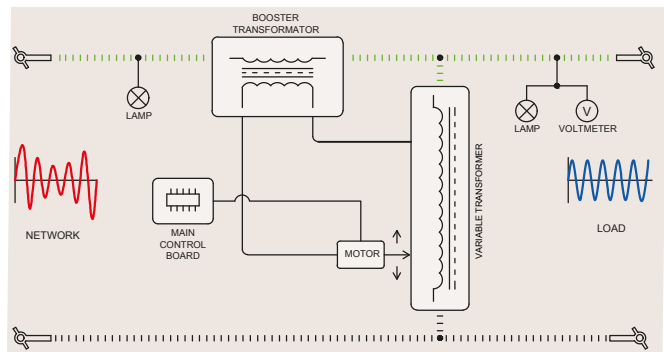 BOOSTER
TRANSFORMATOR
LAMP
LAMP
V
VOLTMETER
VARIABLE TRANSFORMER
NETWORK
MAIN
CONTROL
BOARD
MOTOR
LOAD